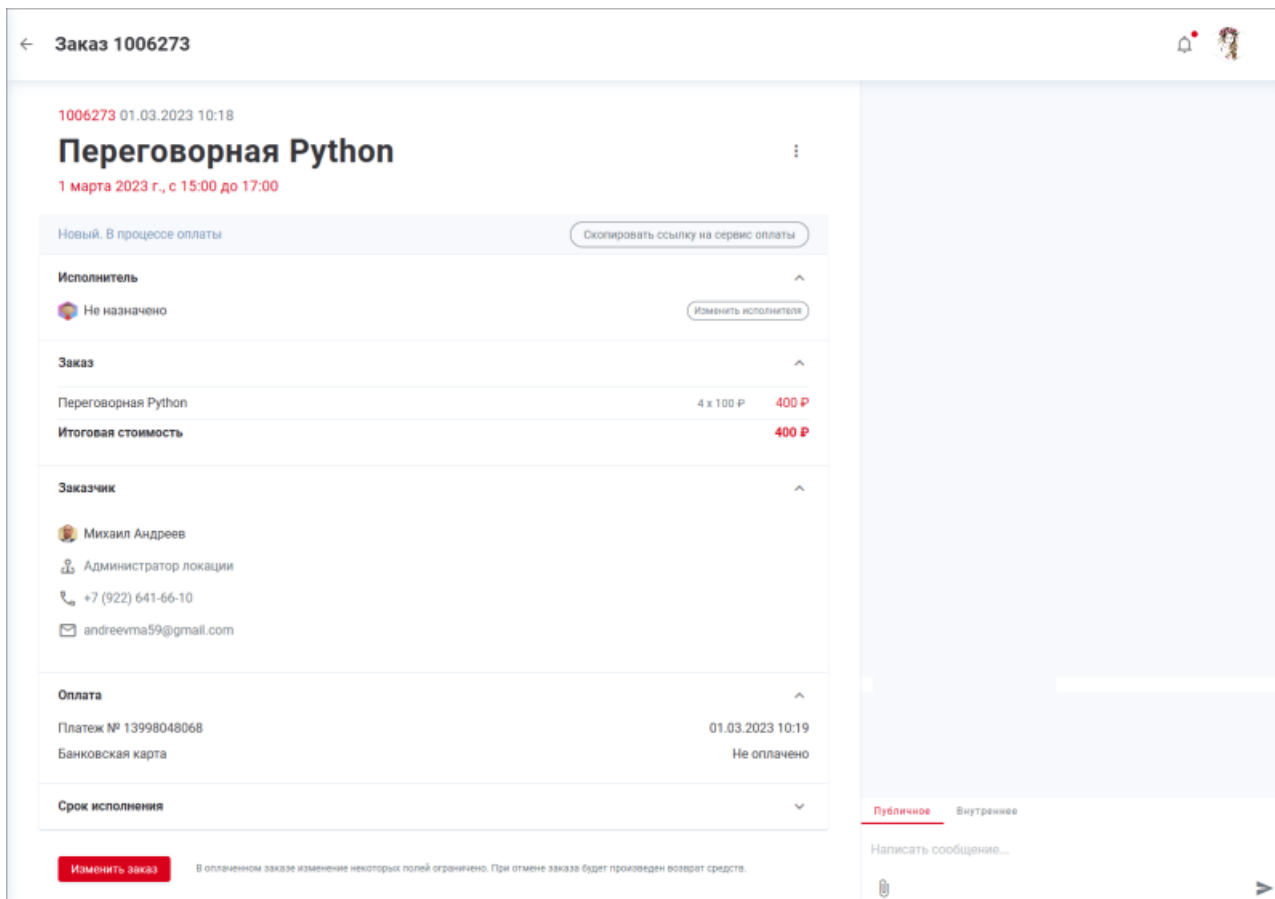 Заказ 1006273
1006273 01.03.2023 10:18
Переговорная Python
1 марта 2023 г., с 15:00 до 17:00
Новый. В процессе оплаты
Скопировать ссылку на сервис оплаты
Исполнитель
Не назначено
Изменить исполнителя
Заказ
Переговорная Python 4 x 100 ₽ 400 ₽
Итоговая стоимость 400 ₽
Заказчик
Михаил Андреев
Администратор локации
+7 (922) 641-66-10
andreevma59@gmail.com
Оплата
Платеж № 13998048068 01.03.2023 10:19
Банковская карта Не оплачено
Срок исполнения
Публичное Внутреннее
Написать сообщение...
Изменить заказ
В оплаченном заказе изменение некоторых полей ограничено. При отмене заказа будет произведен возврат средств.